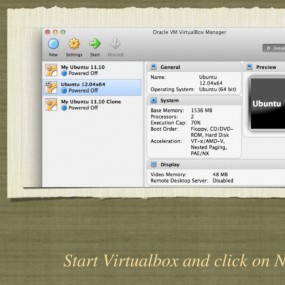 Oracle VM VirtualBox Manager
New Settings Start Discard
My Ubuntu 11.10
Powered Off
Ubuntu 12.04x64
Powered Off
My Ubuntu 11.10 Clone
Powered Off
General
Name: Ubuntu
12.04x64
Operating System: Ubuntu (64 bit)
System
Base Memory: 1536 MB
Processors: 2
Execution Cap: 70%
Boot Order: Floppy, CD/DVD-
ROM, Hard Disk
Acceleration: VT-x/AMD-V,
Nested Paging,
PAE/NX
Display
Video Memory: 48 MB
Remote Desktop Server: Disabled
Preview
Ubuntu
Start Virtualbox and click on N